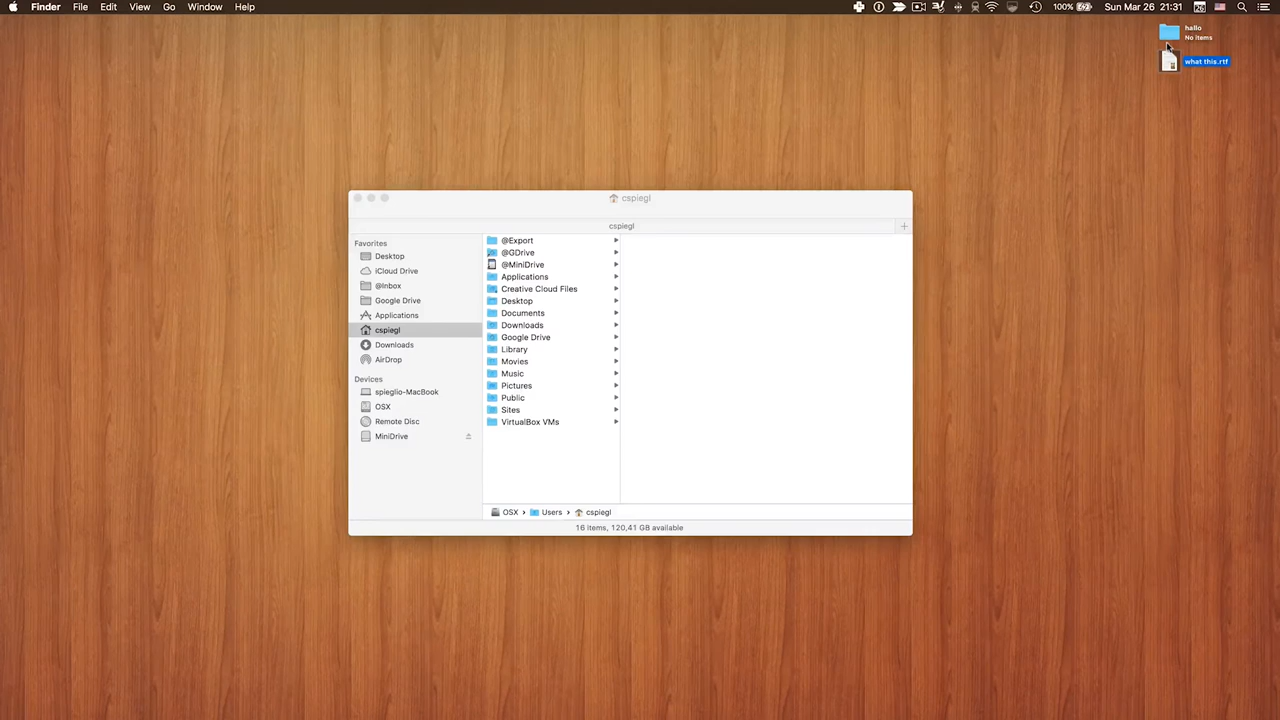 Finder File Edit View Go Window Help
100% Sun Mar 26 21:31 26
hallo
No items
what this.rtf
cspiegl
cspiegl
Favorites
Desktop
iCloud Drive
@Inbox
Google Drive
Applications
cspiegl
Downloads
AirDrop
Devices
spieglio-MacBook
OSX
Remote Disc
MiniDrive
@Export
@GDrive
@MiniDrive
Applications
Creative Cloud Files
Desktop
Documents
Downloads
Google Drive
Library
Movies
Music
Pictures
Public
Sites
VirtualBox VMs
OSX › Users › cspiegl
16 items, 120,41 GB available